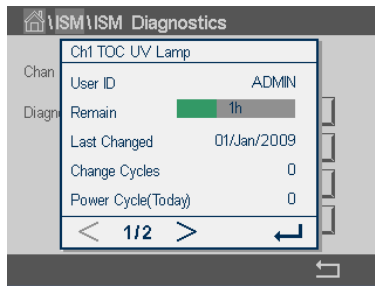 \ISM\ISM Diagnostics
Ch1 TOC UV Lamp
Chan
User ID ADMIN
Diagn
Remain 1h
Last Changed 01/Jan/2009
Change Cycles 0
Power Cycle(Today) 0
< 1/2 >